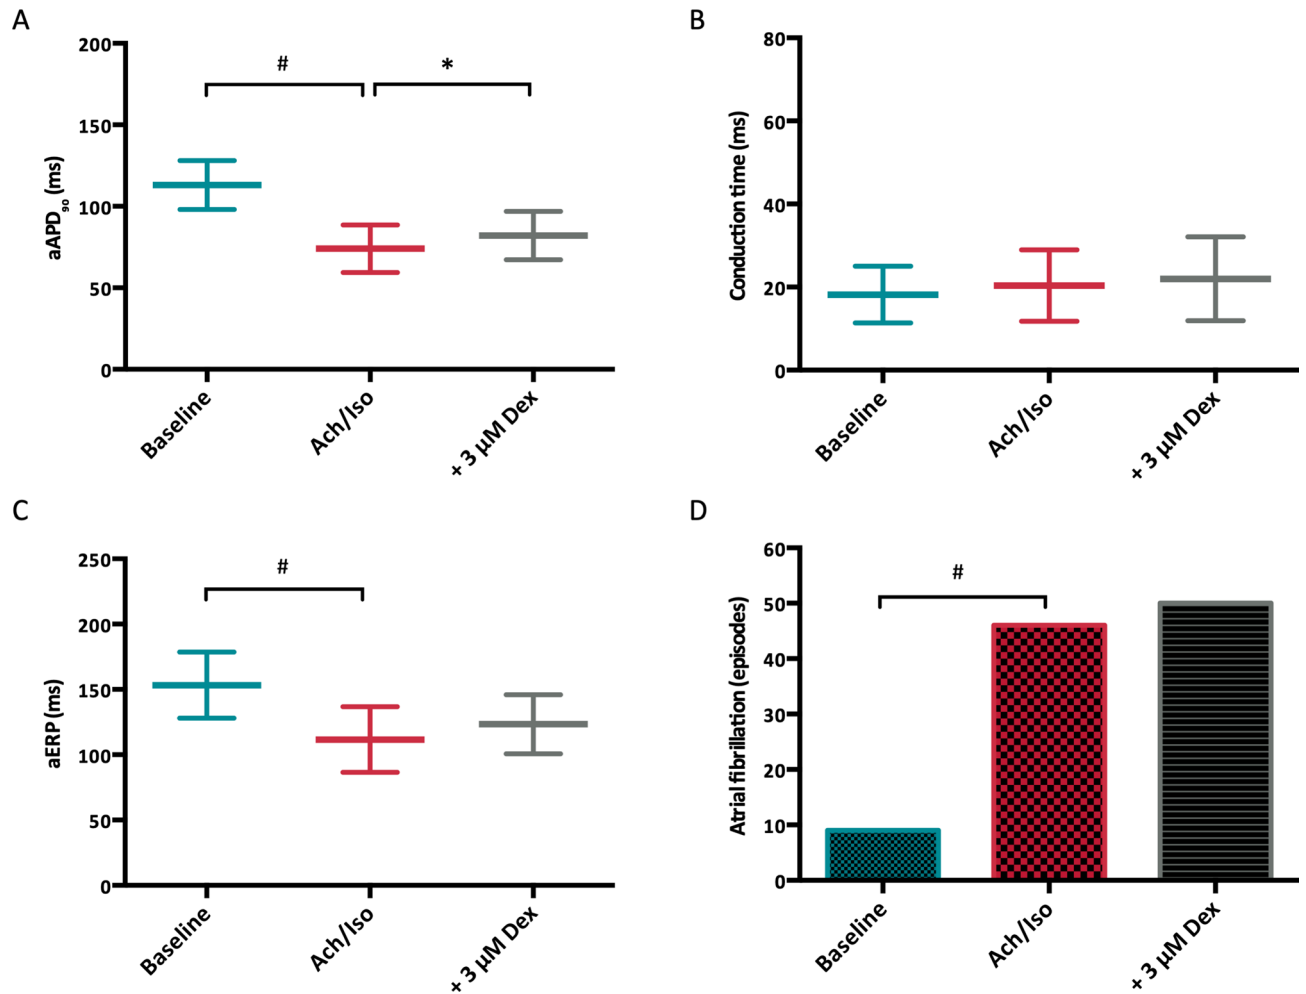 A
aAPD₉₀ (ms)
200
150
100
50
0
#
*
Baseline
Ach/Iso
+ 3 µM Dex
B
Conduction time (ms)
80
60
40
20
0
Baseline
Ach/Iso
+ 3 µM Dex
C
aERP (ms)
250
200
150
100
50
0
#
Baseline
Ach/Iso
+ 3 µM Dex
D
Atrial fibrillation (episodes)
60
50
40
30
20
10
0
#
Baseline
Ach/Iso
+ 3 µM Dex